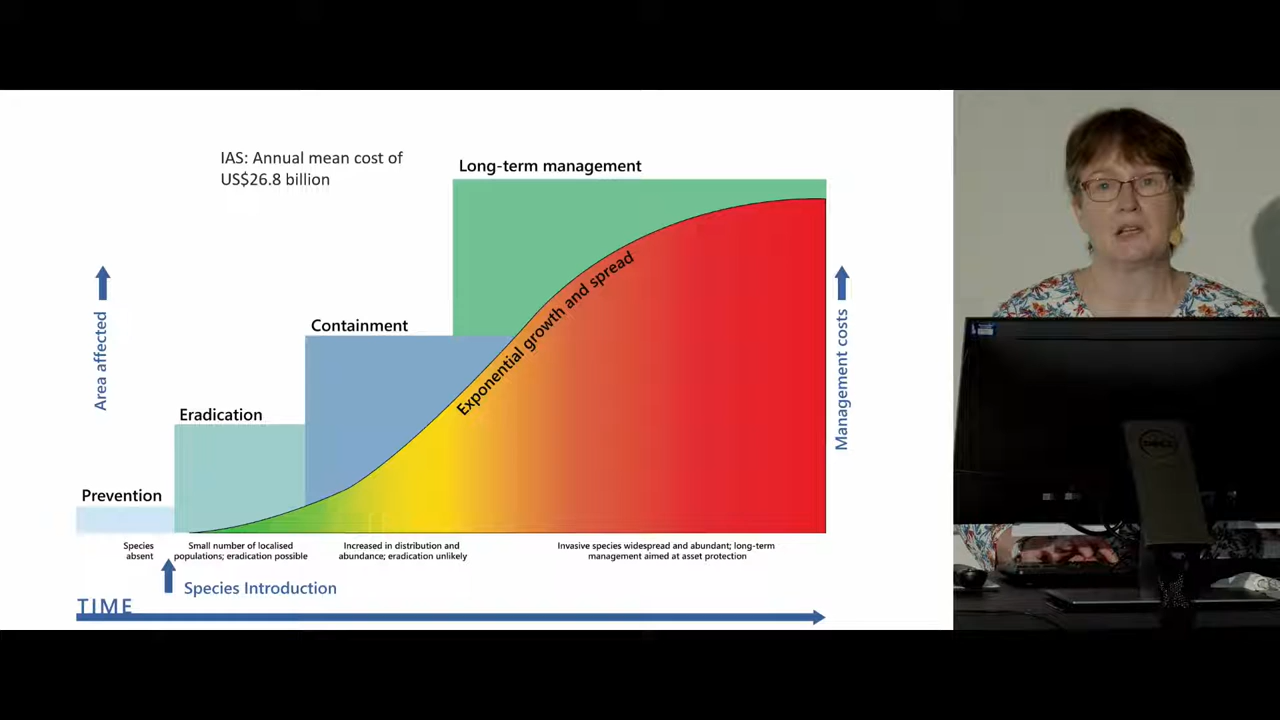 IAS: Annual mean cost of
US$26.8 billion
Long-term management
Containment
Eradication
Prevention
Area affected
Exponential growth and spread
Management costs
Species
absent
Small number of localised
populations; eradication possible
Increased in distribution and
abundance; eradication unlikely
Invasive species widespread and abundant; long-term
management aimed at asset protection
Species Introduction
TIME
DELL